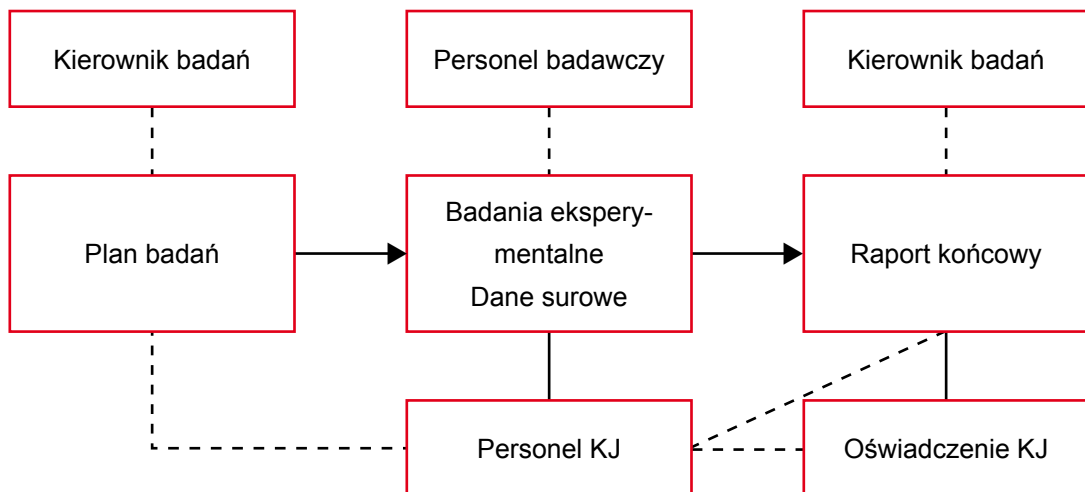 Kierownik badań
Personel badawczy
Kierownik badań
Plan badań
Badania ekspery-
mentalne
Dane surowe
Raport końcowy
Personel KJ
Oświadczenie KJ